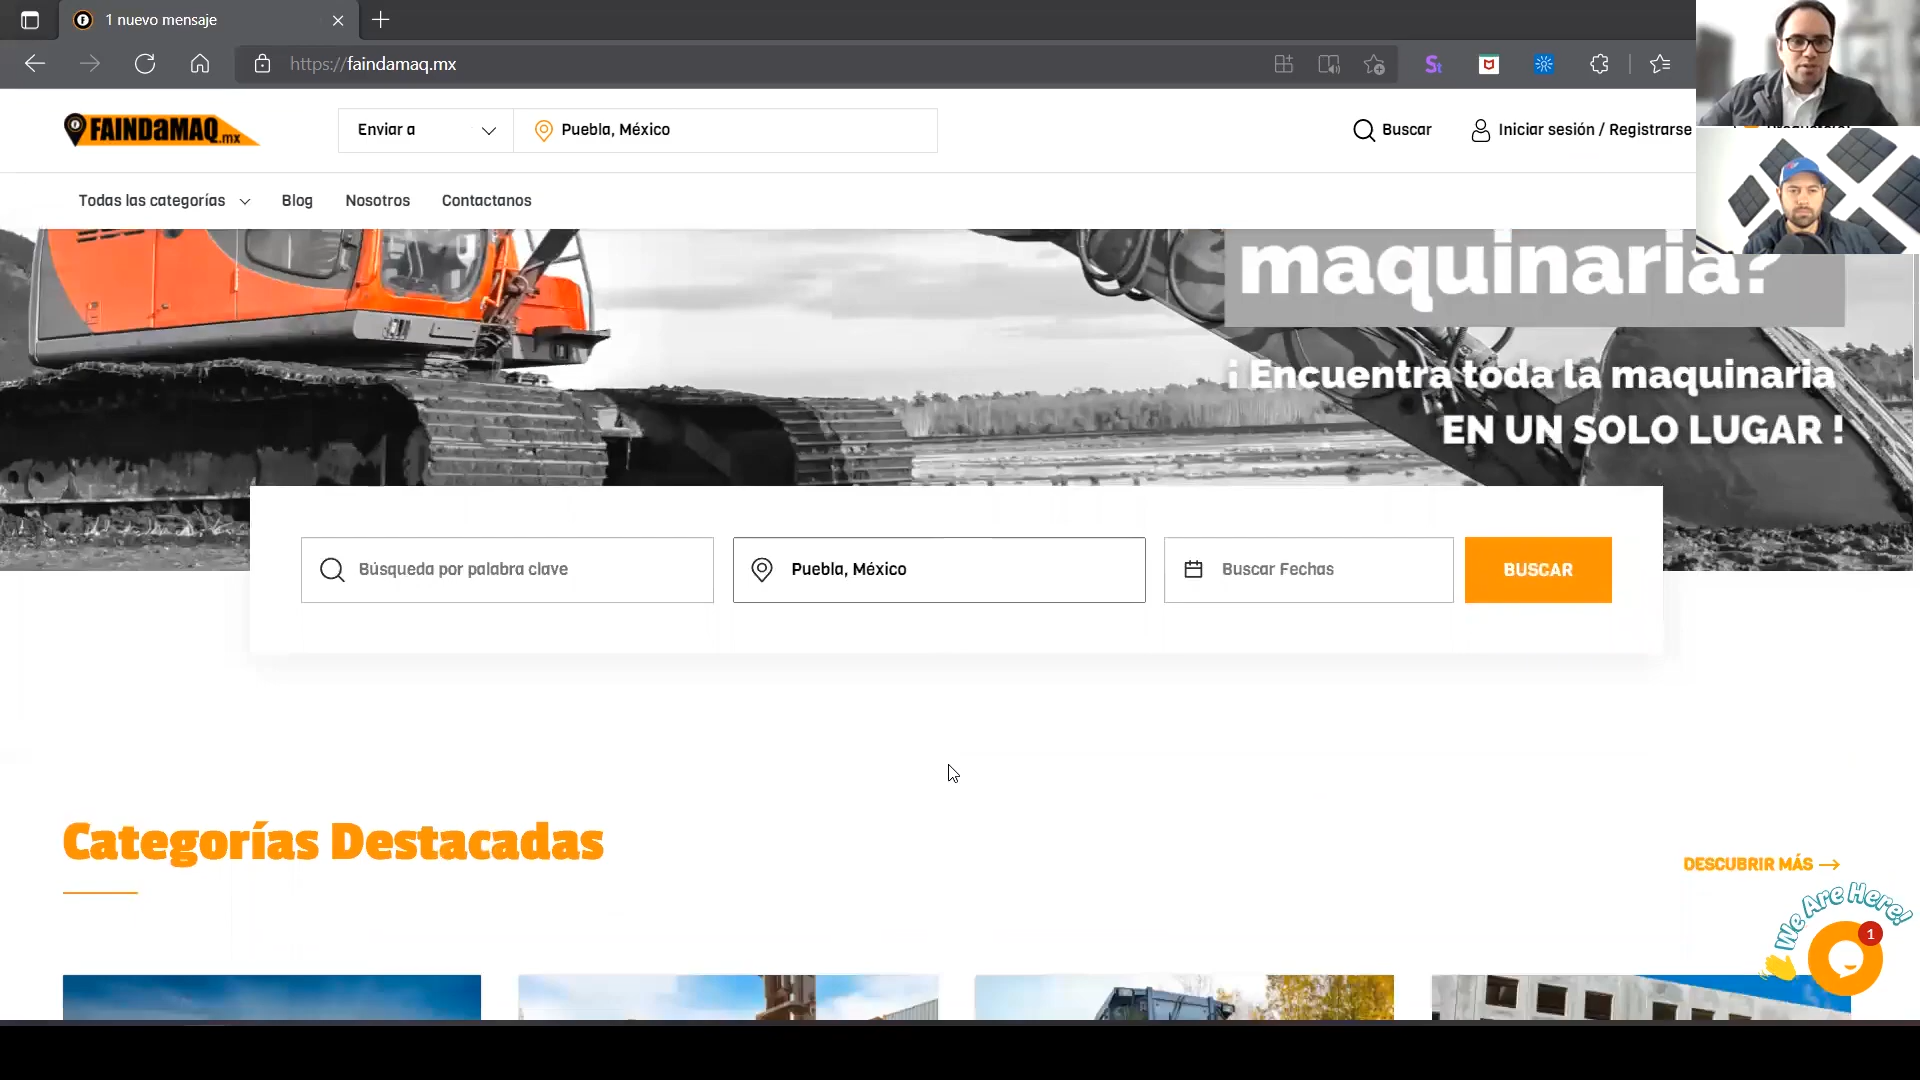 1 nuevo mensaje
https://faindamaq.mx
FAINDaMAQ.mx
Enviar a
Puebla, México
Buscar
Iniciar sesión / Registrarse
Todas las categorías
Blog
Nosotros
Contactanos
maquinaria?
¡ Encuentra toda la maquinaria
EN UN SOLO LUGAR !
Búsqueda por palabra clave
Puebla, México
Buscar Fechas
BUSCAR
Categorías Destacadas
DESCUBRIR MÁS
We Are Here!
1